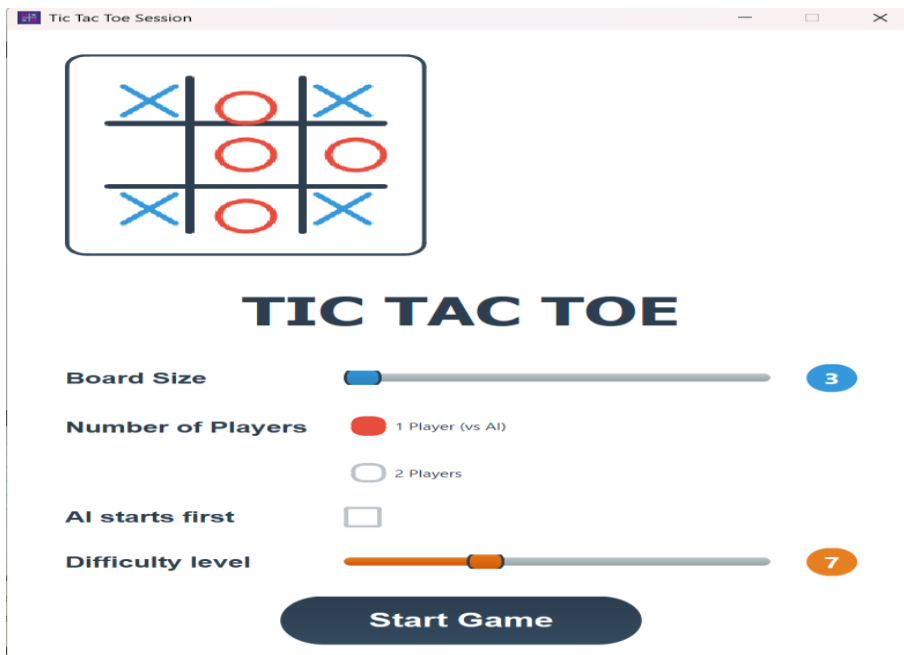 Tic Tac Toe Session
TIC TAC TOE
Board Size 3
Number of Players 1 Player (vs AI)
2 Players
AI starts first
Difficulty level 7
Start Game